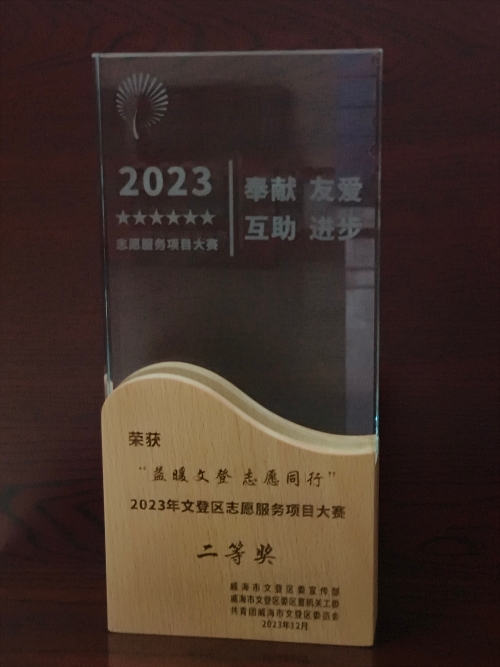 2023
★★★★★★
志愿服务项目大赛
奉献 友爱
互助 进步
荣获
“益暖文登 志愿同行”
2023年文登区志愿服务项目大赛
二等奖
威海市文登区委宣传部
威海市文登区委区直机关工委
共青团威海市文登区委员会
2023年12月